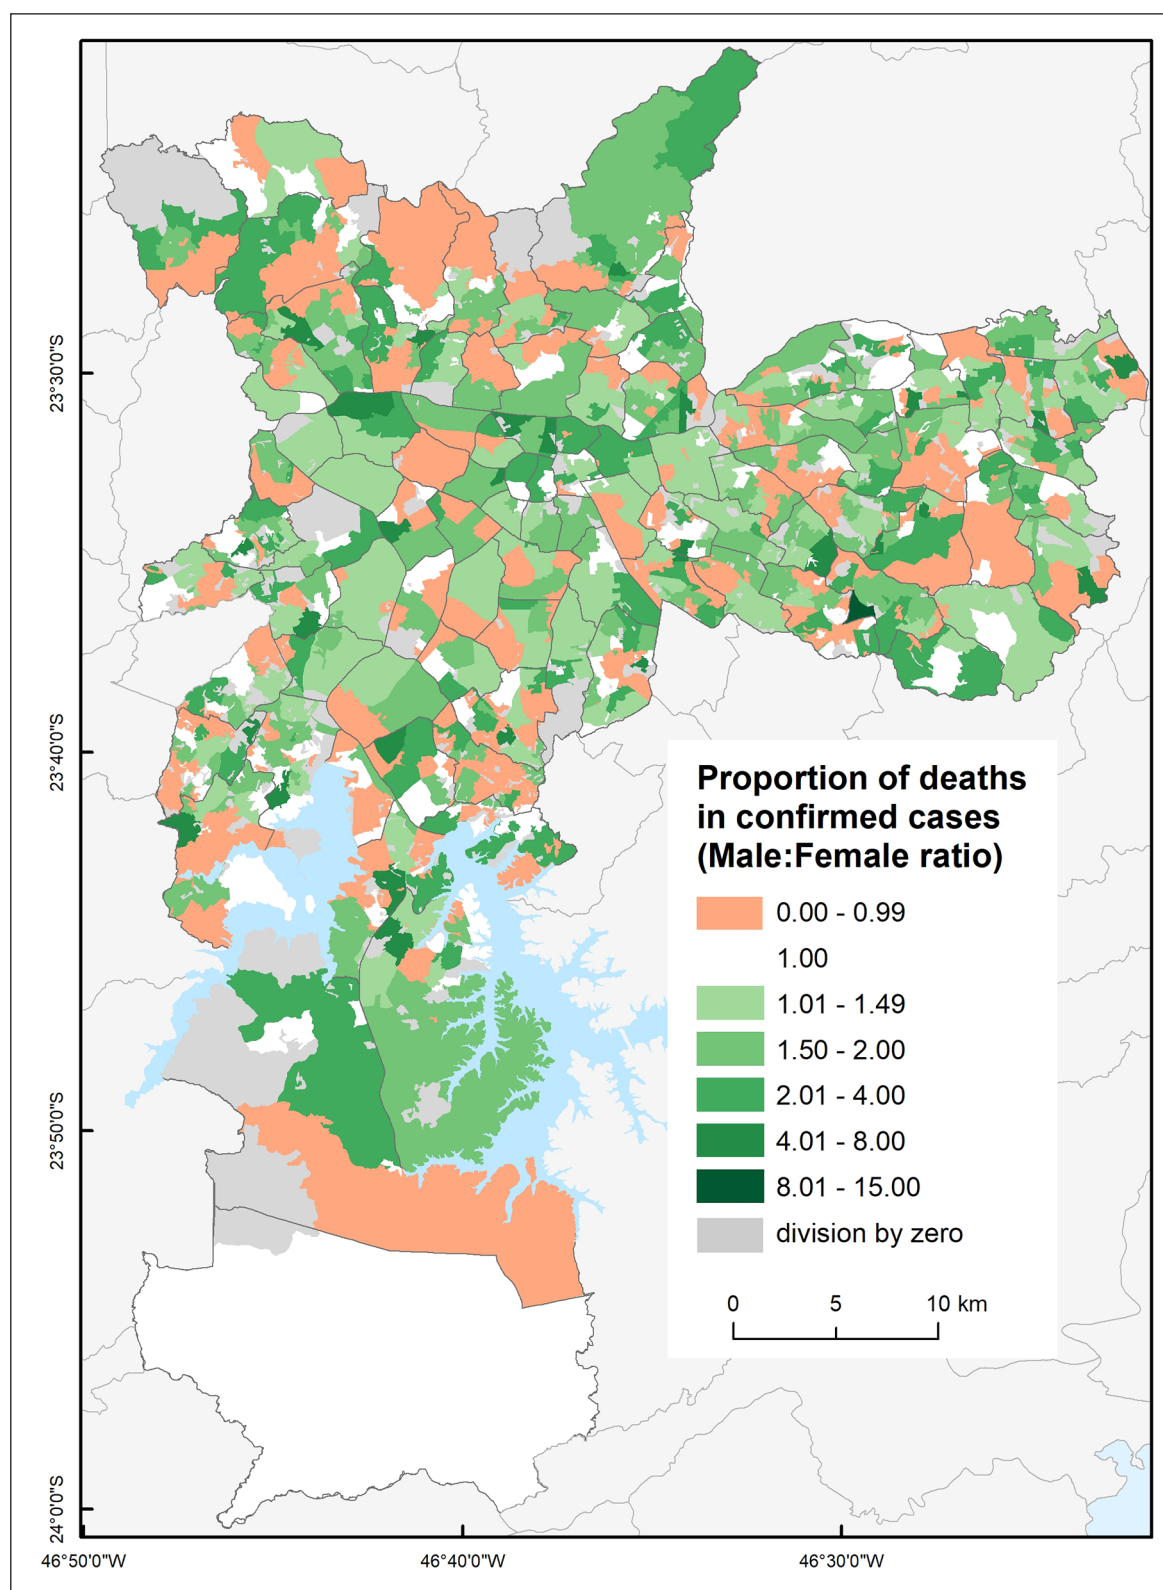 23°30'0"S
23°40'0"S
23°50'0"S
24°0'0"S
Proportion of deaths
in confirmed cases
(Male:Female ratio)
0.00 - 0.99
1.00
1.01 - 1.49
1.50 - 2.00
2.01 - 4.00
4.01 - 8.00
8.01 - 15.00
division by zero
0 5 10 km
46°50'0"W 46°40'0"W 46°30'0"W